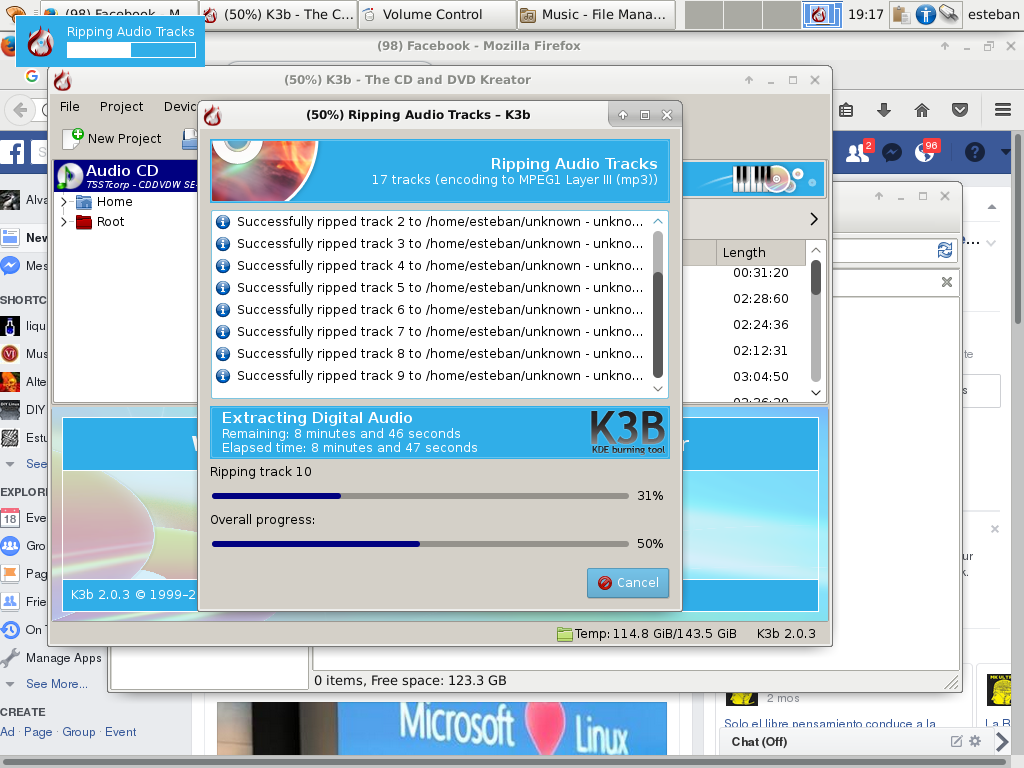 (98) Facebook - M...
(50%) K3b - The C...
Volume Control
Music - File Mana...
19:17
esteban
Ripping Audio Tracks
(98) Facebook - Mozilla Firefox
(50%) K3b - The CD and DVD Kreator
File Project Devic
New Project
Audio CD
TSSTcorp - CDDVDW SE-
Home
Root
(50%) Ripping Audio Tracks – K3b
Ripping Audio Tracks
17 tracks (encoding to MPEG1 Layer III (mp3))
Successfully ripped track 2 to /home/esteban/unknown - unkno...
Successfully ripped track 3 to /home/esteban/unknown - unkno...
Successfully ripped track 4 to /home/esteban/unknown - unkno...
Successfully ripped track 5 to /home/esteban/unknown - unkno...
Successfully ripped track 6 to /home/esteban/unknown - unkno...
Successfully ripped track 7 to /home/esteban/unknown - unkno...
Successfully ripped track 8 to /home/esteban/unknown - unkno...
Successfully ripped track 9 to /home/esteban/unknown - unkno...
Extracting Digital Audio
Remaining: 8 minutes and 46 seconds
Elapsed time: 8 minutes and 47 seconds
K3B
KDE burning tool
Ripping track 10
31%
Overall progress:
50%
Cancel
Length
00:31:20
02:28:60
02:24:36
02:12:31
03:04:50
K3b 2.0.3 © 1999–2
Temp: 114.8 GiB/143.5 GiB K3b 2.0.3
0 items, Free space: 123.3 GB
2
96
Alva
New
Mes
SHORTC
liqu
Mus
Alte
DIY
Estu
See
EXPLOR
18
Eve
Gro
Pag
Frie
On T
Manage Apps
See More...
CREATE
Ad · Page · Group · Event
Microsoft
Linux
2 mos
Solo el libre pensamiento conduce a la
La R
Chat (Off)